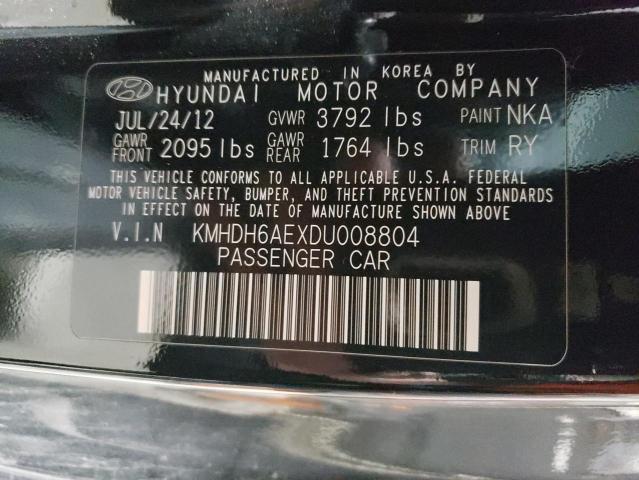 MANUFACTURED IN KOREA BY
HYUNDAI MOTOR COMPANY
JUL/24/12 GVWR 3792 lbs PAINT NKA
GAWR FRONT 2095 lbs GAWR REAR 1764 lbs TRIM RY
THIS VEHICLE CONFORMS TO ALL APPLICABLE U.S.A. FEDERAL
MOTOR VEHICLE SAFETY, BUMPER, AND THEFT PREVENTION STANDARDS
IN EFFECT ON THE DATE OF MANUFACTURE SHOWN ABOVE
V.I.N KMHDH6AEXDU008804
PASSENGER CAR